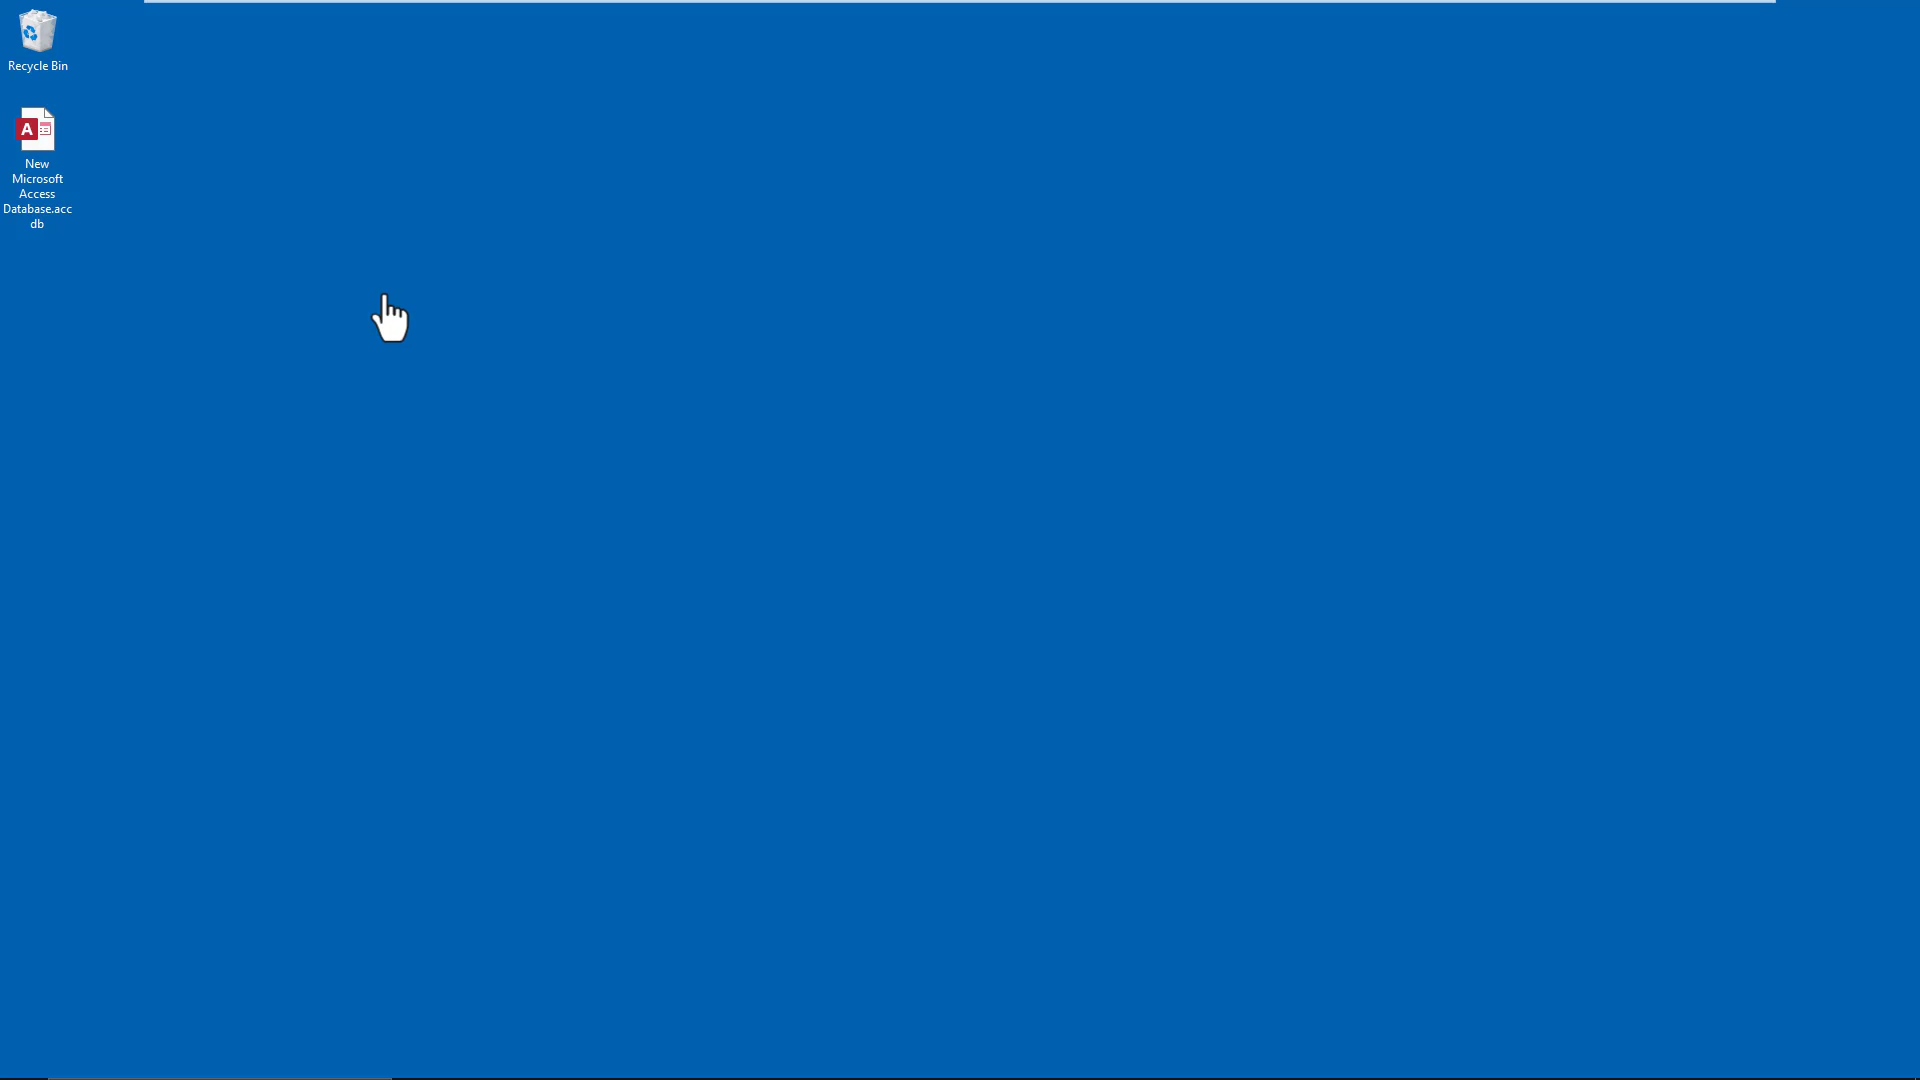 Recycle Bin
A
New
Microsoft
Access
Database.acc
db